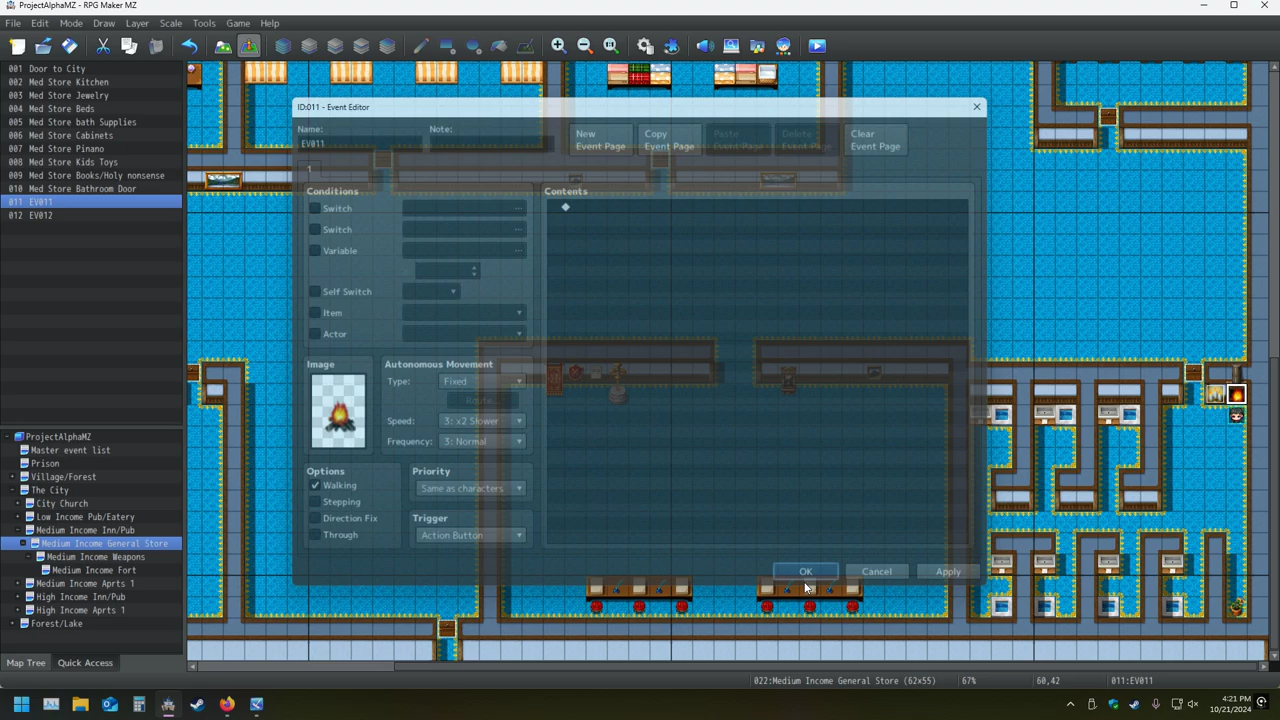 ProjectAlphaMZ - RPG Maker MZ
File Edit Mode Draw Layer Scale Tools Game Help
001 Door to City
002 Med Store Kitchen
003 Med Store Jewelry
004 Med Store Beds
005 Med Store bath Supplies
006 Med Store Cabinets
007 Med Store Pinano
008 Med Store Kids Toys
009 Med Store Books/Holy nonsense
010 Med Store Bathroom Door
011 EV011
012 EV012
ID:011 - Event Editor
Name: Note:
EV011
New Event Page
Copy Event Page
Paste Event Page
Delete Event Page
Clear Event Page
1
Conditions
Switch ...
Switch ...
Variable ...
Self Switch
Item
Actor
Image
Autonomous Movement
Type: Fixed
Route...
Speed: 3: x2 Slower
Frequency: 3: Normal
Options
Walking
Stepping
Direction Fix
Through
Priority
Same as characters
Trigger
Action Button
Contents
OK Cancel Apply
ProjectAlphaMZ
Master event list
Prison
Village/Forest
The City
City Church
Low Income Pub/Eatery
Medium Income Inn/Pub
Medium Income General Store
Medium Income Weapons
Medium Income Fort
Medium Income Aprts 1
High Income Inn/Pub
High Income Aprts 1
Forest/Lake
Map Tree Quick Access
022:Medium Income General Store (62x55) 67% 60,42 011:EV011
4:21 PM
10/21/2024